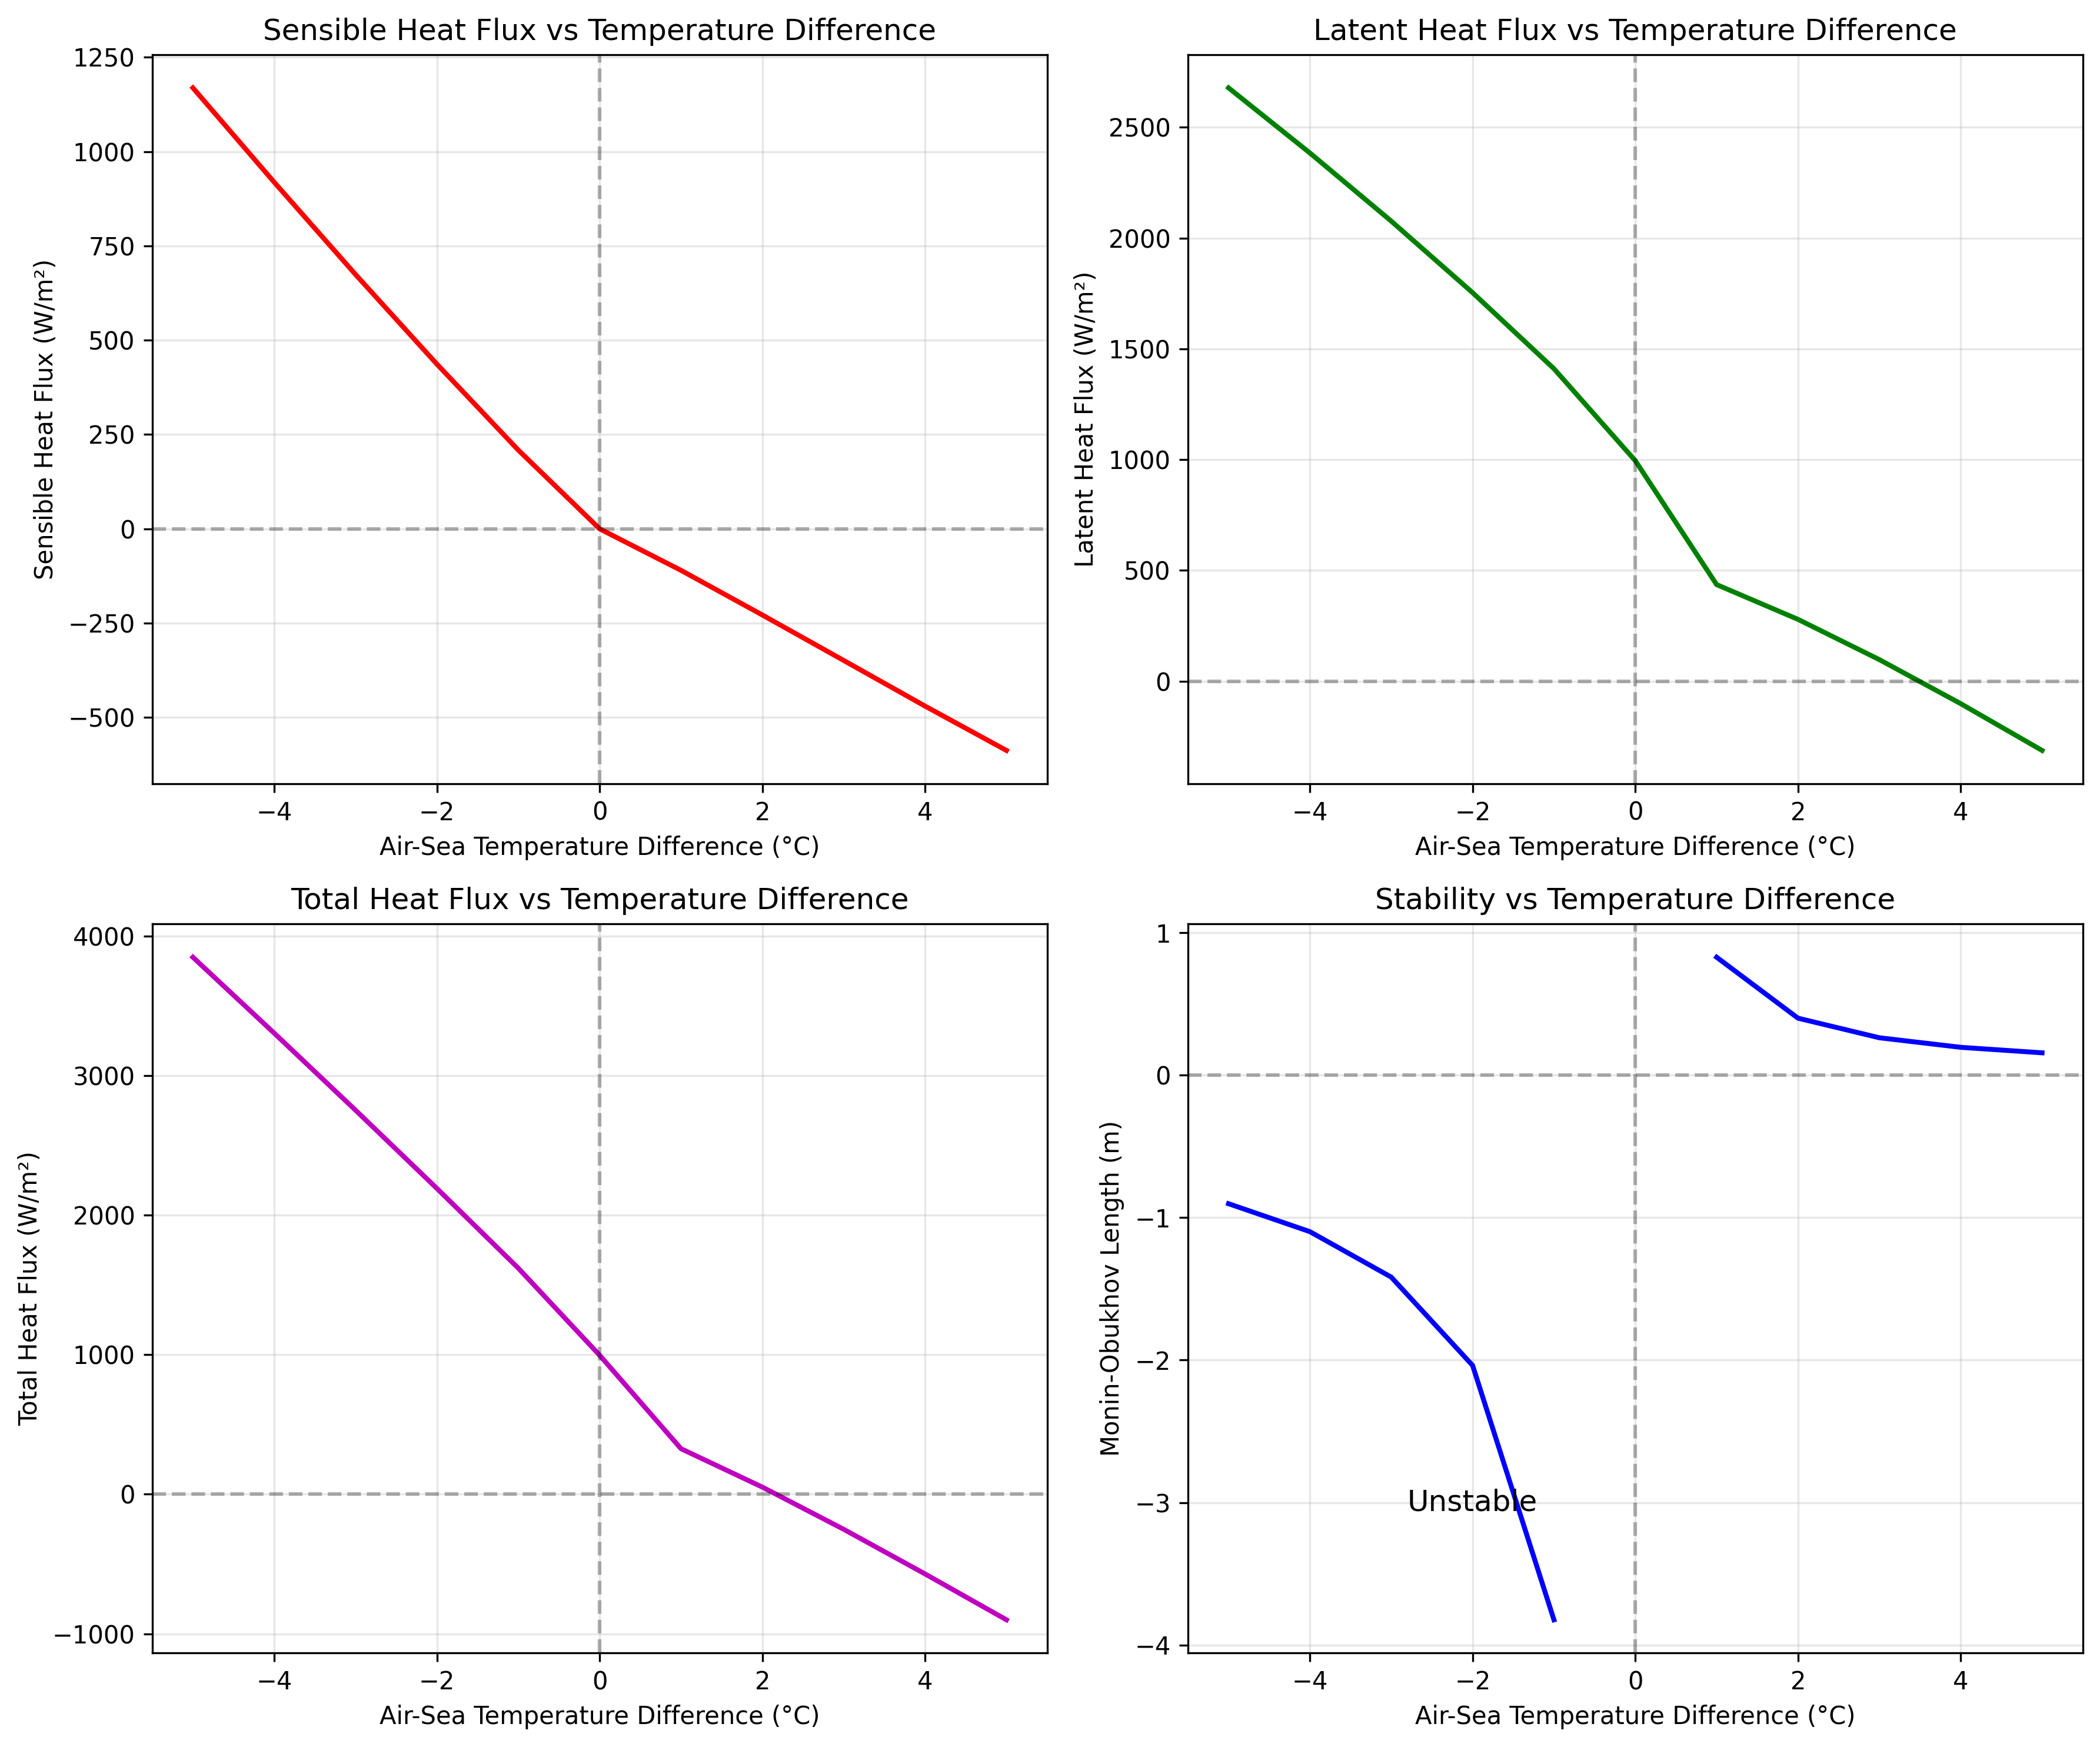 Sensible Heat Flux vs Temperature Difference
Sensible Heat Flux (W/m²)
1250
1000
750
500
250
0
−250
−500
−4 −2 0 2 4
Air-Sea Temperature Difference (°C)
Latent Heat Flux vs Temperature Difference
Latent Heat Flux (W/m²)
2500
2000
1500
1000
500
0
−4 −2 0 2 4
Air-Sea Temperature Difference (°C)
Total Heat Flux vs Temperature Difference
Total Heat Flux (W/m²)
4000
3000
2000
1000
0
−1000
−4 −2 0 2 4
Air-Sea Temperature Difference (°C)
Stability vs Temperature Difference
Monin-Obukhov Length (m)
1
0
−1
−2
−3
−4
Unstable
−4 −2 0 2 4
Air-Sea Temperature Difference (°C)